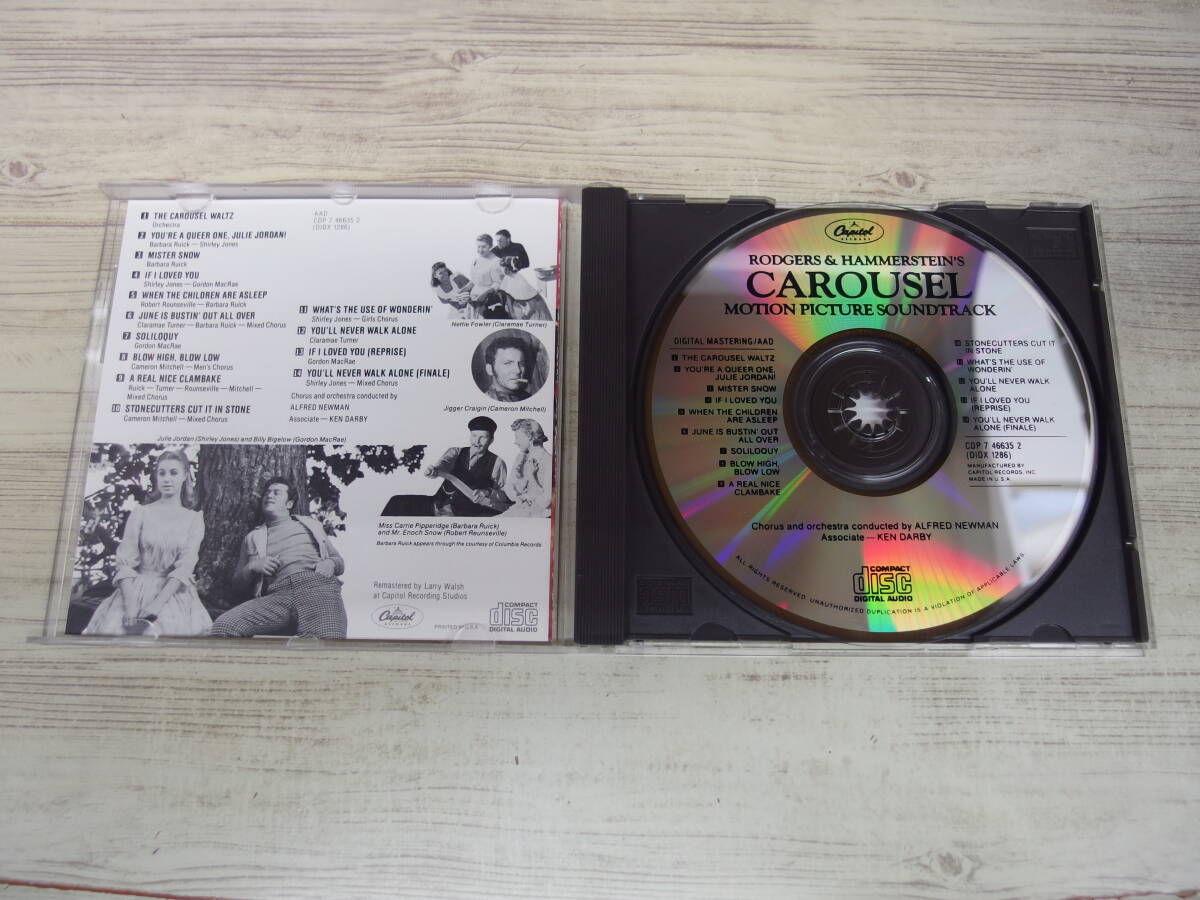 1 THE CAROUSEL WALTZ
Orchestra
2 YOU'RE A QUEER ONE, JULIE JORDAN!
Barbara Ruick — Shirley Jones
3 MISTER SNOW
Barbara Ruick
4 IF I LOVED YOU
Shirley Jones — Gordon MacRae
5 WHEN THE CHILDREN ARE ASLEEP
Robert Rounseville — Barbara Ruick
6 JUNE IS BUSTIN' OUT ALL OVER
Claramae Turner — Barbara Ruick — Mixed Chorus
7 SOLILOQUY
Gordon MacRae
8 BLOW HIGH, BLOW LOW
Cameron Mitchell — Men's Chorus
9 A REAL NICE CLAMBAKE
Ruick — Turner — Rounseville — Mitchell —
Mixed Chorus
10 STONECUTTERS CUT IT IN STONE
Cameron Mitchell — Mixed Chorus
AAD
CDP 7 46635 2
(DIDX 1286)
11 WHAT'S THE USE OF WONDERIN'
Shirley Jones — Girls Chorus
12 YOU'LL NEVER WALK ALONE
Claramae Turner
13 IF I LOVED YOU (REPRISE)
Gordon MacRae
14 YOU'LL NEVER WALK ALONE (FINALE)
Shirley Jones — Mixed Chorus
Chorus and orchestra conducted by
ALFRED NEWMAN
Associate — KEN DARBY
Nettie Fowler (Claramae Turner)
Jigger Craigin (Cameron Mitchell)
Julie Jordan (Shirley Jones) and Billy Bigelow (Gordon MacRae)
Miss Carrie Pipperidge (Barbara Ruick)
and Mr. Enoch Snow (Robert Reunseville)
Barbara Ruick appears through the courtesy of Columbia Records
Remastered by Larry Walsh
at Capitol Recording Studios
Capitol
PRINTED IN U.S.A.
COMPACT
disc
DIGITAL AUDIO
Capitol
RECORDS
RODGERS & HAMMERSTEIN'S
CAROUSEL
MOTION PICTURE SOUNDTRACK
DIGITAL MASTERING/AAD
1 THE CAROUSEL WALTZ
2 YOU'RE A QUEER ONE,
JULIE JORDAN!
3 MISTER SNOW
4 IF I LOVED YOU
5 WHEN THE CHILDREN
ARE ASLEEP
6 JUNE IS BUSTIN' OUT
ALL OVER
7 SOLILOQUY
8 BLOW HIGH,
BLOW LOW
9 A REAL NICE
CLAMBAKE
10 STONECUTTERS CUT IT
IN STONE
11 WHAT'S THE USE OF
WONDERIN'
12 YOU'LL NEVER WALK
ALONE
13 IF I LOVED YOU
(REPRISE)
14 YOU'LL NEVER WALK
ALONE (FINALE)
CDP 7 46635 2
(DIDX 1286)
MANUFACTURED BY
CAPITOL RECORDS, INC.
MADE IN U.S.A.
Chorus and orchestra conducted by ALFRED NEWMAN
Associate — KEN DARBY
COMPACT
disc
DIGITAL AUDIO
ALL RIGHTS RESERVED. UNAUTHORIZED DUPLICATION IS A VIOLATION OF APPLICABLE LAWS.